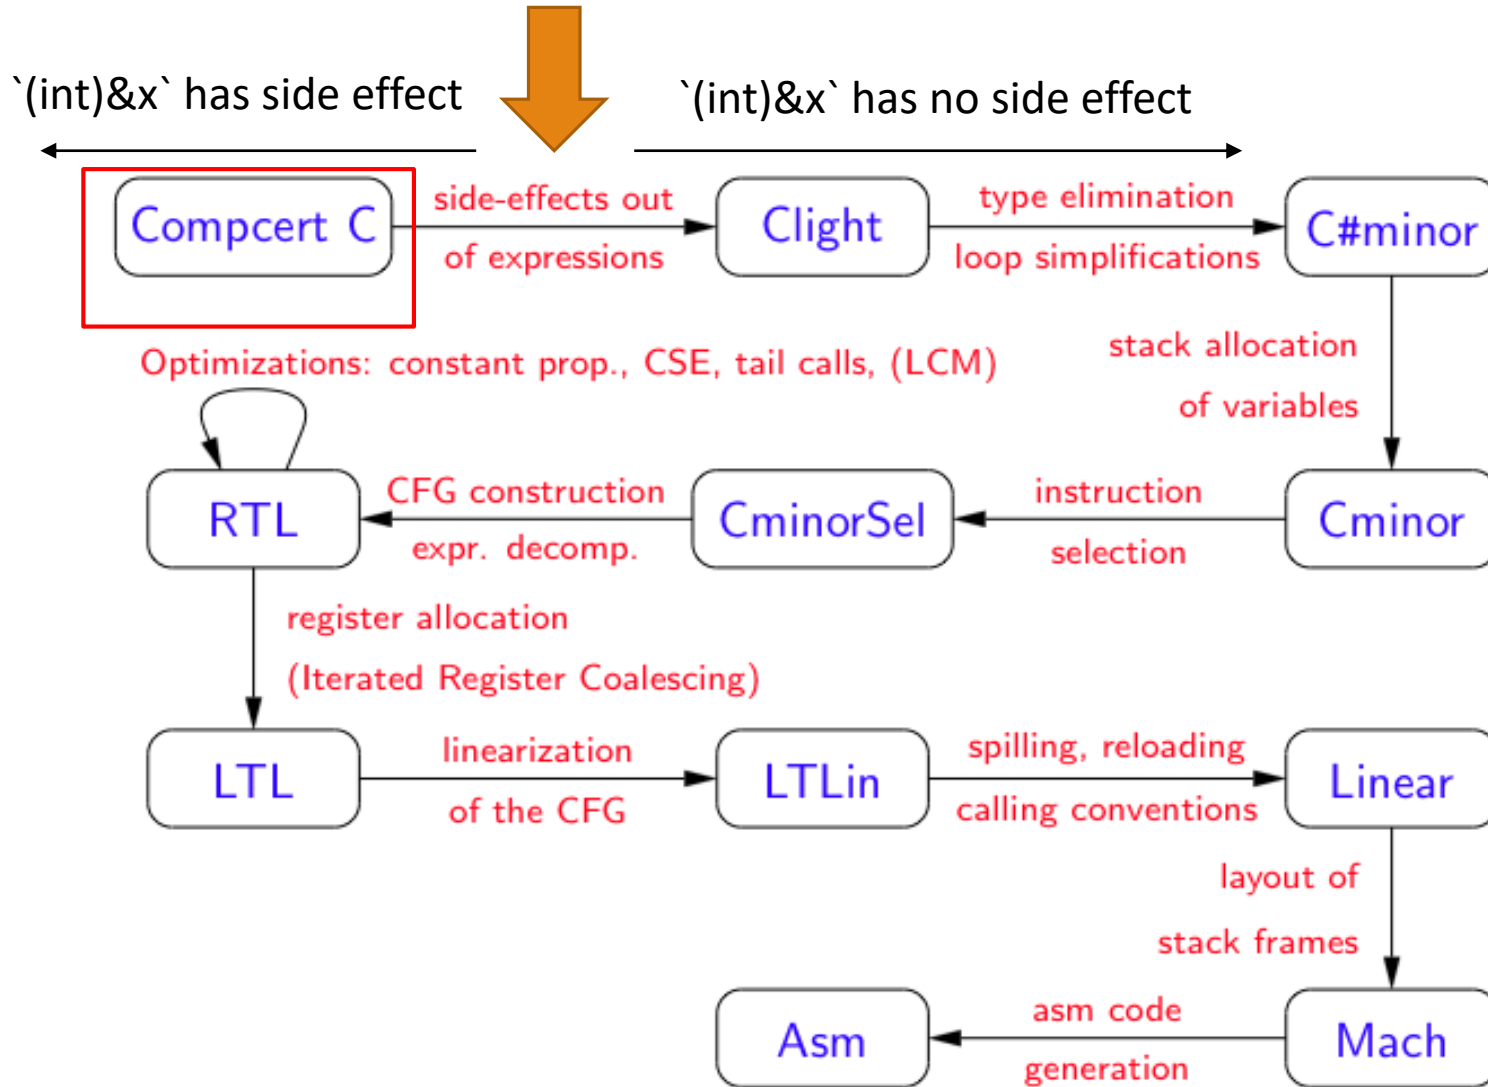 `(int)&x` has side effect
`(int)&x` has no side effect
Compcert C
side-effects out
of expressions
Clight
type elimination
loop simplifications
C#minor
Optimizations: constant prop., CSE, tail calls, (LCM)
stack allocation
of variables
RTL
CFG construction
expr. decomp.
CminorSel
instruction
selection
Cminor
register allocation
(Iterated Register Coalescing)
LTL
linearization
of the CFG
LTLin
spilling, reloading
calling conventions
Linear
layout of
stack frames
Asm
asm code
generation
Mach